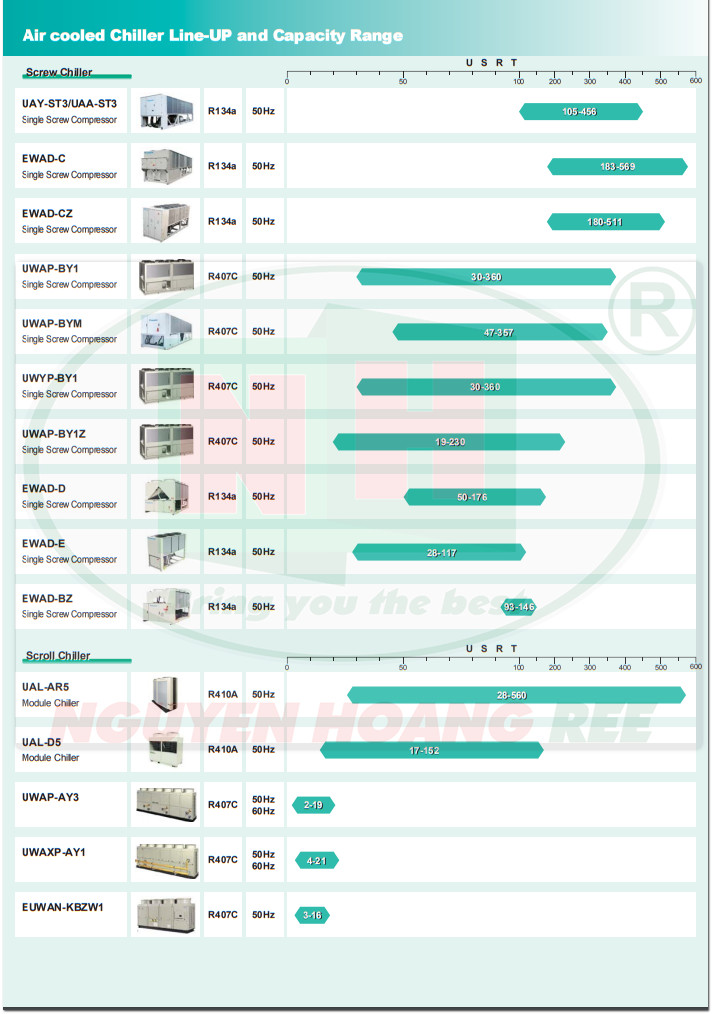 Air cooled Chiller Line-UP and Capacity Range
U S R T
Screw Chiller
0 50 100 200 300 400 500 600
UAY-ST3/UAA-ST3
Single Screw Compressor
R134a 50Hz 105-456
EWAD-C
Single Screw Compressor
R134a 50Hz 183-569
EWAD-CZ
Single Screw Compressor
R134a 50Hz 180-511
UWAP-BY1
Single Screw Compressor
R407C 50Hz 30-360
®
UWAP-BYM
Single Screw Compressor
R407C 50Hz 47-357
UWYP-BY1
Single Screw Compressor
R407C 50Hz 30-360
NH
UWAP-BY1Z
Single Screw Compressor
R407C 50Hz 19-230
EWAD-D
Single Screw Compressor
R134a 50Hz 50-176
EWAD-E
Single Screw Compressor
R134a 50Hz 28-117
EWAD-BZ
Single Screw Compressor
R134a 50Hz 93-146
you the best
U S R T
Scroll Chiller
0 50 100 200 300 400 500 600
UAL-AR5
Module Chiller
R410A 50Hz 28-560
NGUYEN HOANG REE
UAL-D5
Module Chiller
R410A 50Hz 17-152
UWAP-AY3
R407C 50Hz 60Hz 2-19
UWAXP-AY1
R407C 50Hz 60Hz 4-21
EUWAN-KBZW1
R407C 50Hz 3-16